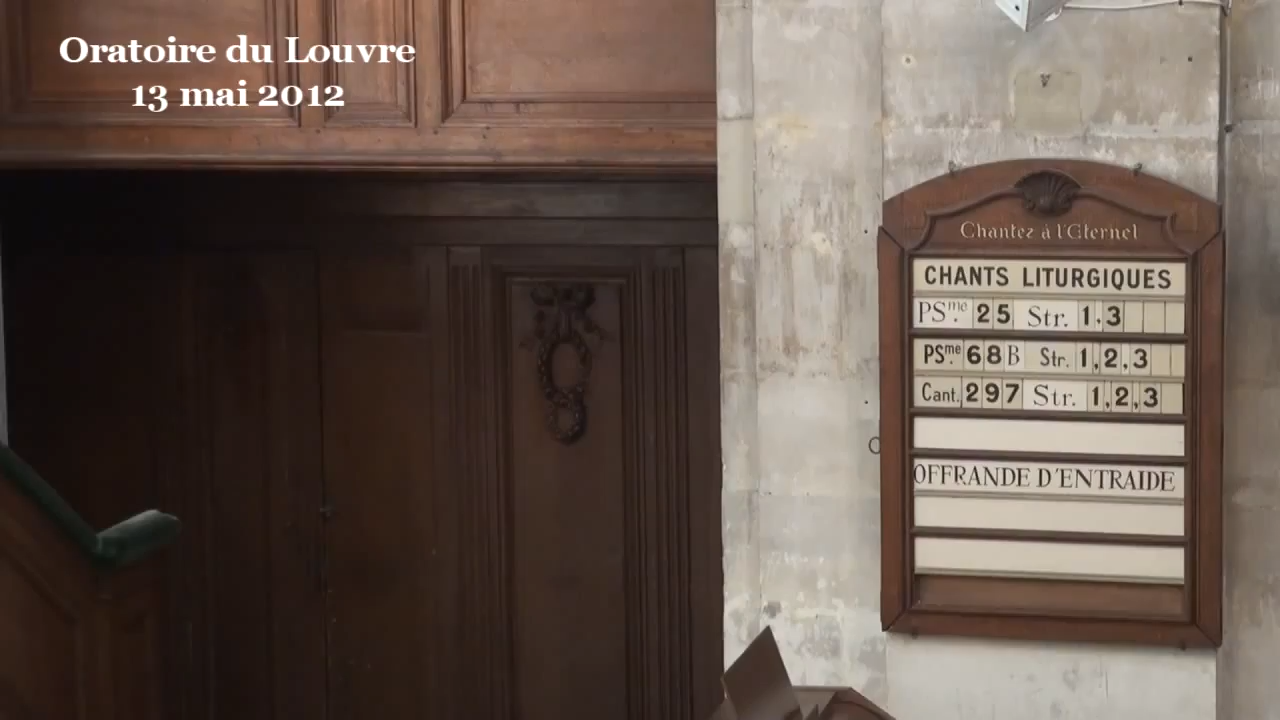 Oratoire du Louvre
13 mai 2012
Chantez à l'Eternel
CHANTS LITURGIQUES
PS.me 25 Str. 1,3
PS.me 68B Str. 1,2,3
Cant. 297 Str. 1,2,3
OFFRANDE D'ENTRAIDE